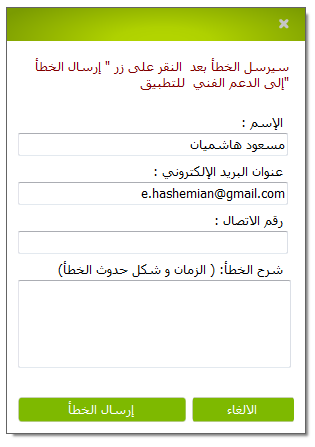 سيرسل الخطأ بعد النقر على زر " إرسال الخطأ
إلى الدعم الفني للتطبيق"
الإسم :
مسعود هاشميان
عنوان البريد الإلكتروني :
e.hashemian@gmail.com
رقم الاتصال :
شرح الخطأ: ( الزمان و شكل حدوث الخطأ)
الالغاء
إرسال الخطأ